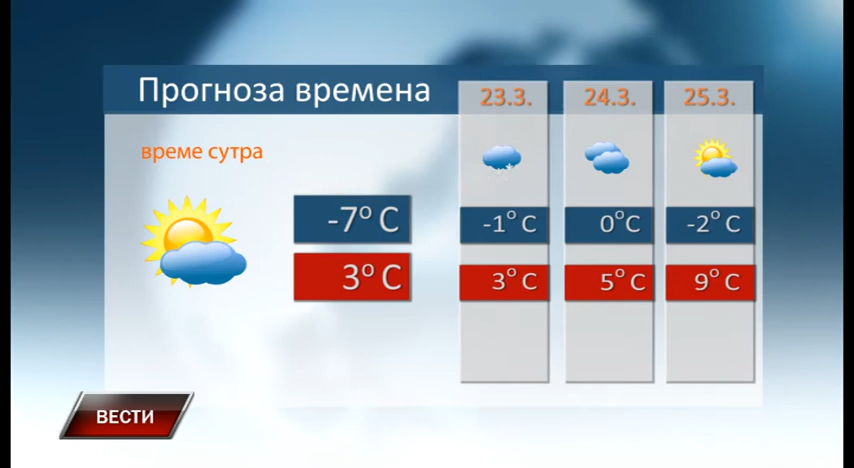 Прогноза времена
време сутра
-7° C
3° C
23.3.
-1° C
3° C
24.3.
0°C
5° C
25.3.
-2° C
9° C
ВЕСТИ